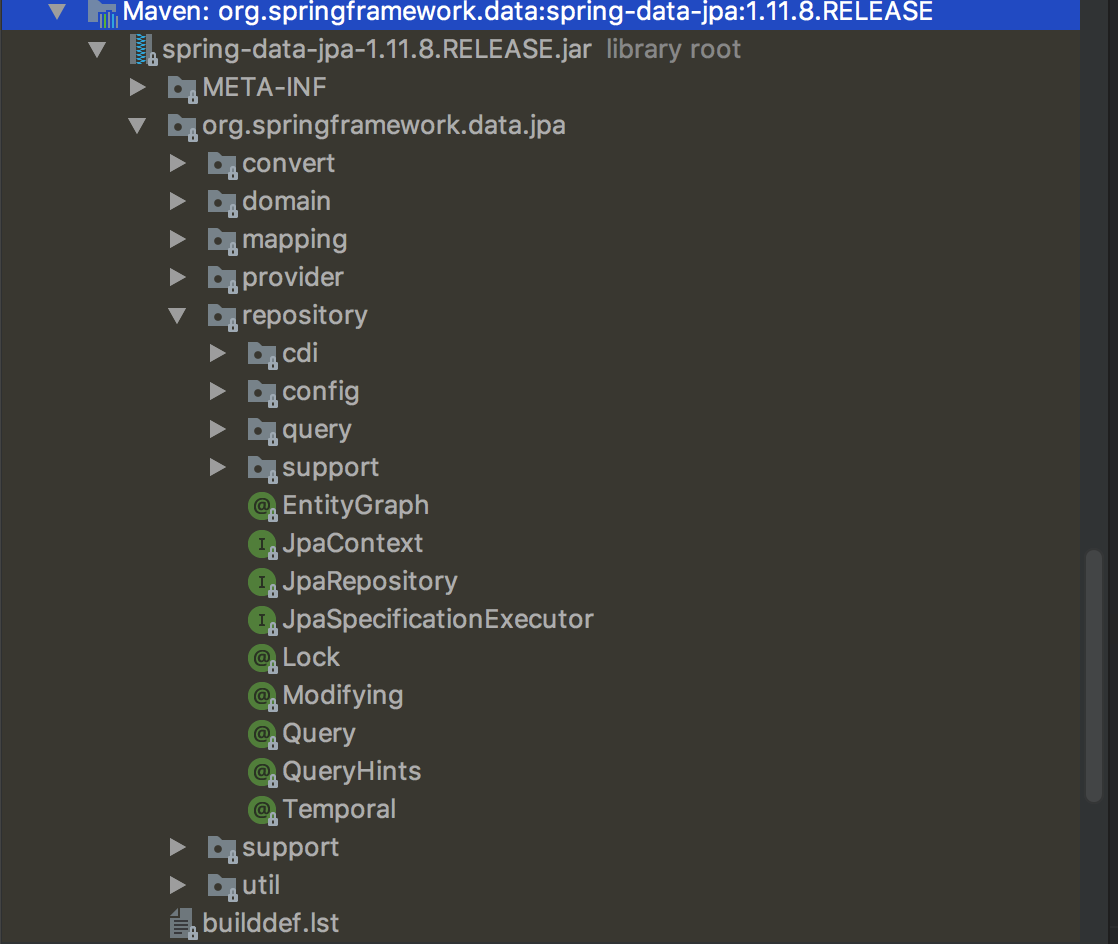 Maven: org.springframework.data:spring-data-jpa:1.11.8.RELEASE
spring-data-jpa-1.11.8.RELEASE.jar library root
META-INF
org.springframework.data.jpa
convert
domain
mapping
provider
repository
cdi
config
query
support
@ EntityGraph
I JpaContext
I JpaRepository
I JpaSpecificationExecutor
@ Lock
@ Modifying
@ Query
@ QueryHints
@ Temporal
support
util
builddef.lst